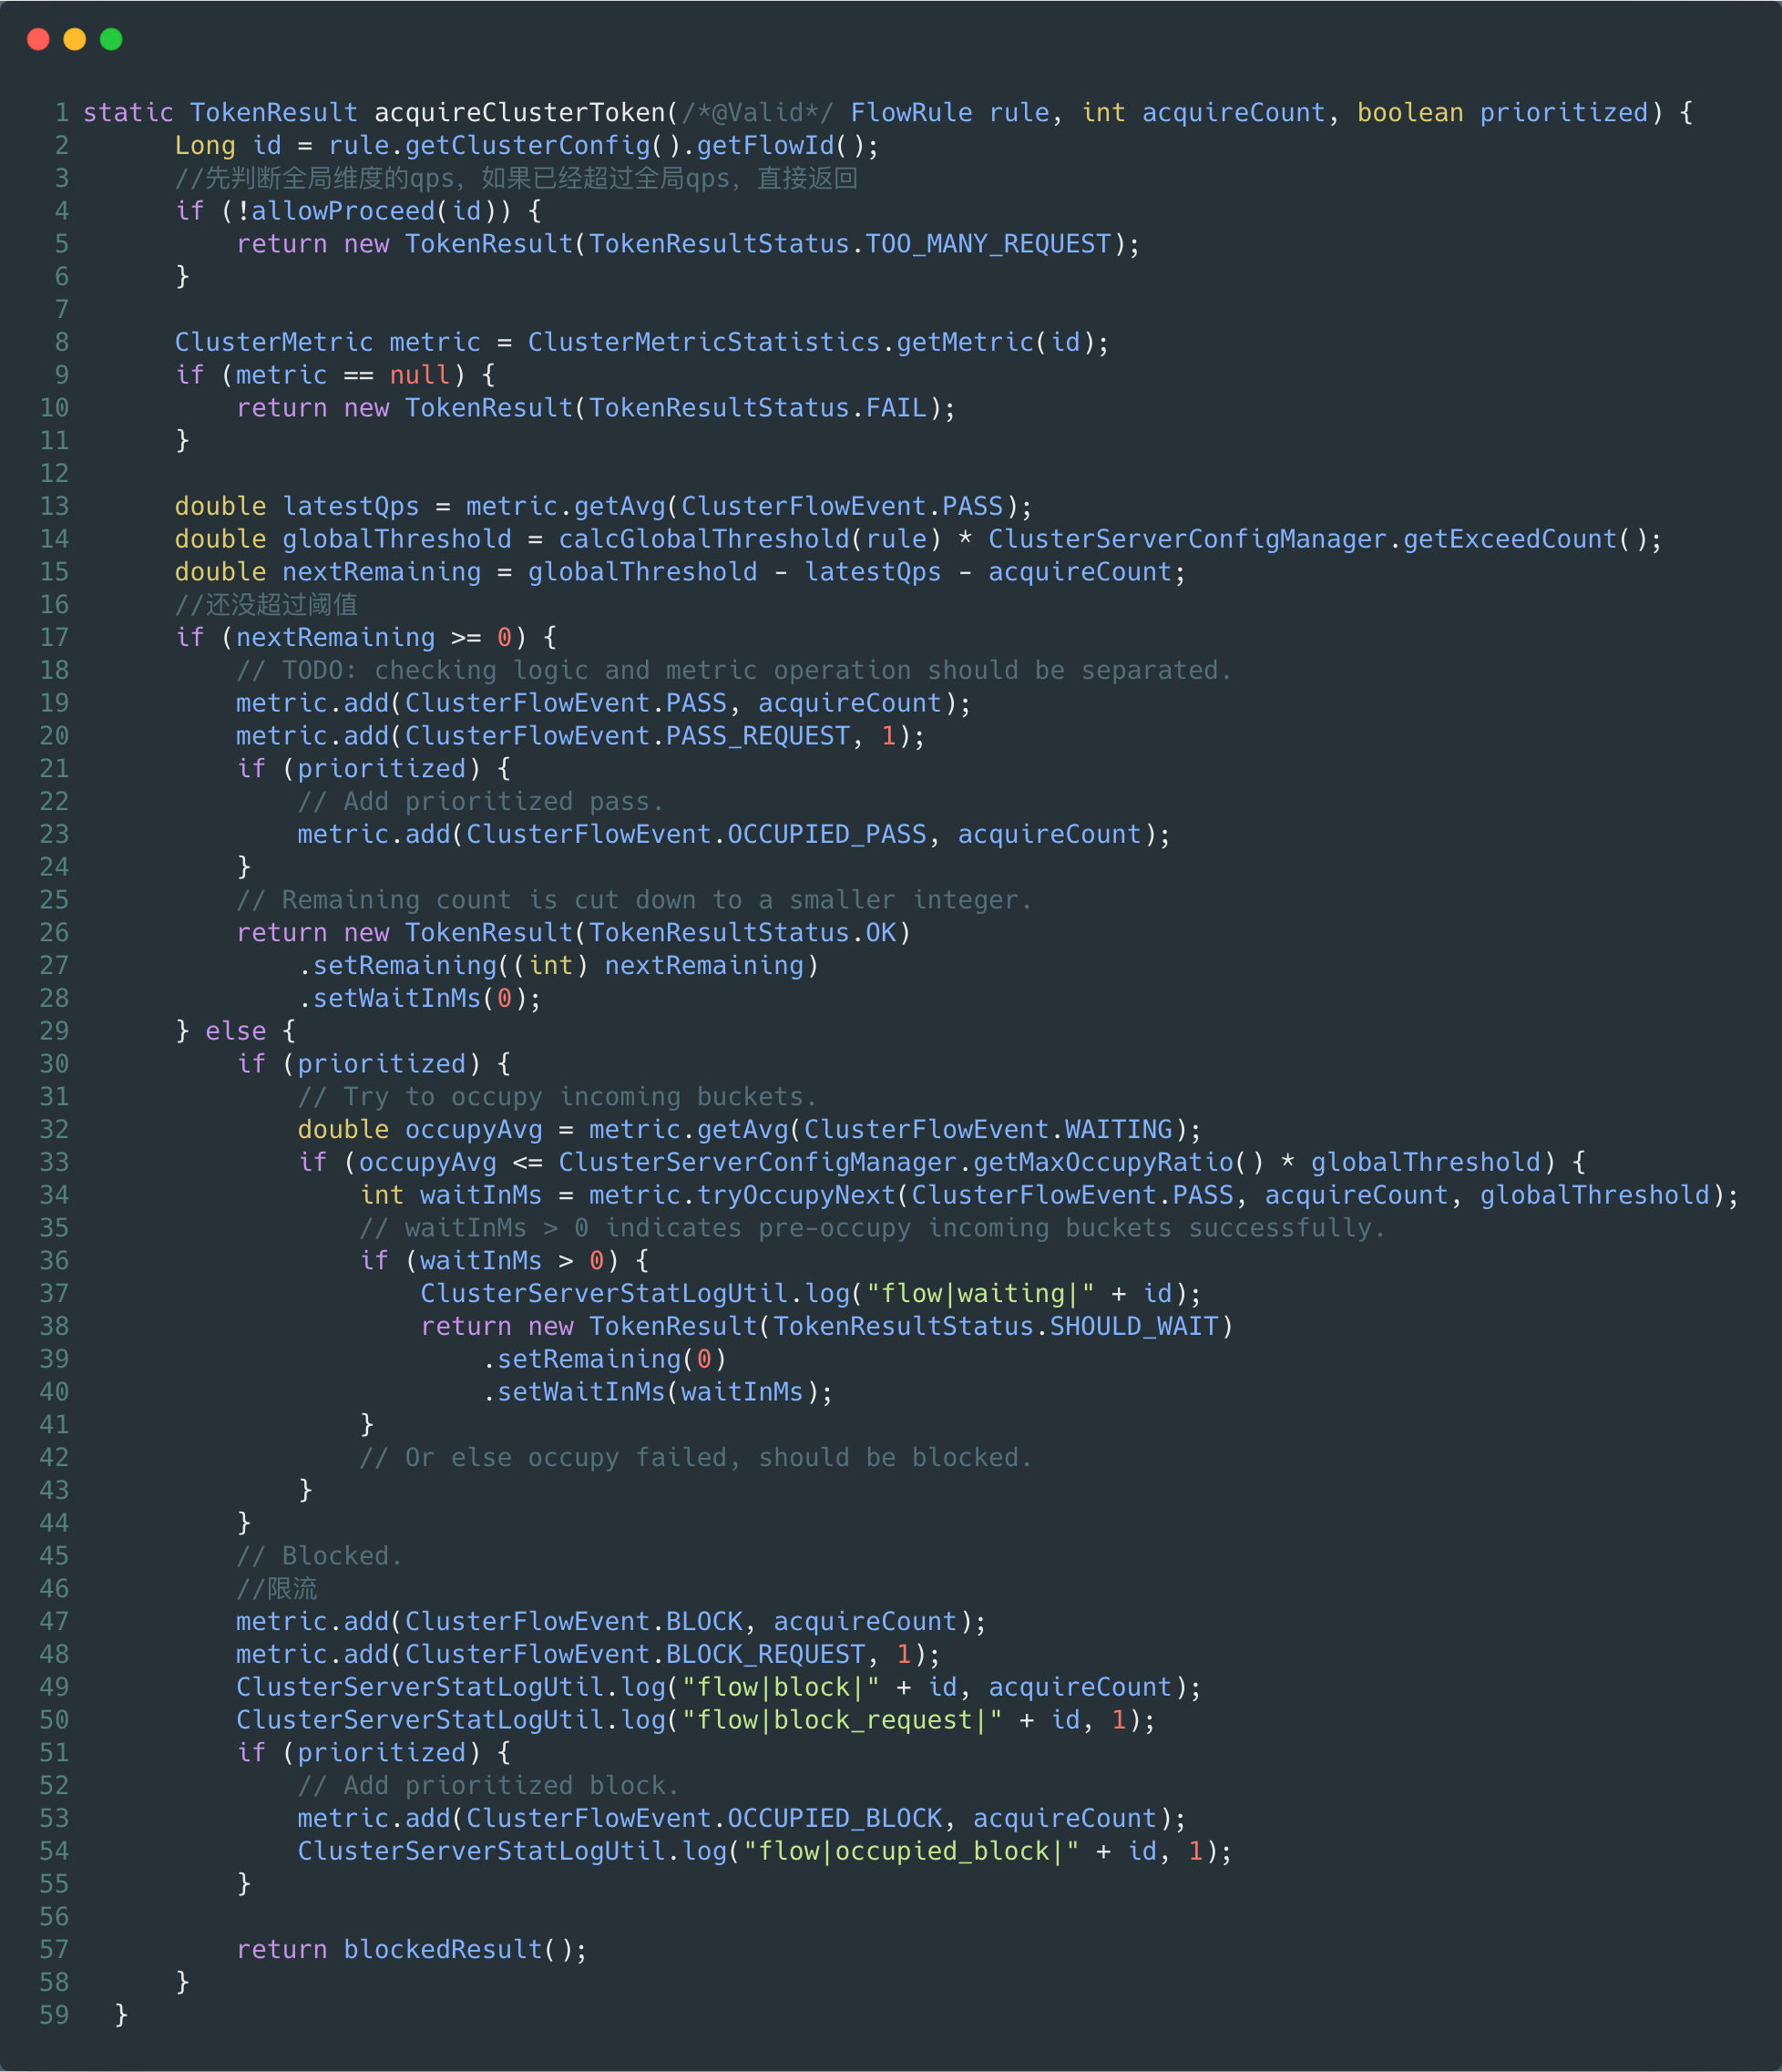 1 static TokenResult acquireClusterToken(/*@Valid*/ FlowRule rule, int acquireCount, boolean prioritized) {
2       Long id = rule.getClusterConfig().getFlowId();
3       //先判断全局维度的qps，如果已经超过全局qps，直接返回
4       if (!allowProceed(id)) {
5           return new TokenResult(TokenResultStatus.TOO_MANY_REQUEST);
6       }
7
8       ClusterMetric metric = ClusterMetricStatistics.getMetric(id);
9       if (metric == null) {
10           return new TokenResult(TokenResultStatus.FAIL);
11       }
12
13       double latestQps = metric.getAvg(ClusterFlowEvent.PASS);
14       double globalThreshold = calcGlobalThreshold(rule) * ClusterServerConfigManager.getExceedCount();
15       double nextRemaining = globalThreshold - latestQps - acquireCount;
16       //还没超过阈值
17       if (nextRemaining >= 0) {
18           // TODO: checking logic and metric operation should be separated.
19           metric.add(ClusterFlowEvent.PASS, acquireCount);
20           metric.add(ClusterFlowEvent.PASS_REQUEST, 1);
21           if (prioritized) {
22               // Add prioritized pass.
23               metric.add(ClusterFlowEvent.OCCUPIED_PASS, acquireCount);
24           }
25           // Remaining count is cut down to a smaller integer.
26           return new TokenResult(TokenResultStatus.OK)
27               .setRemaining((int) nextRemaining)
28               .setWaitInMs(0);
29       } else {
30           if (prioritized) {
31               // Try to occupy incoming buckets.
32               double occupyAvg = metric.getAvg(ClusterFlowEvent.WAITING);
33               if (occupyAvg <= ClusterServerConfigManager.getMaxOccupyRatio() * globalThreshold) {
34                   int waitInMs = metric.tryOccupyNext(ClusterFlowEvent.PASS, acquireCount, globalThreshold);
35                   // waitInMs > 0 indicates pre-occupy incoming buckets successfully.
36                   if (waitInMs > 0) {
37                       ClusterServerStatLogUtil.log("flow|waiting|" + id);
38                       return new TokenResult(TokenResultStatus.SHOULD_WAIT)
39                           .setRemaining(0)
40                           .setWaitInMs(waitInMs);
41                   }
42                   // Or else occupy failed, should be blocked.
43               }
44           }
45           // Blocked.
46           //限流
47           metric.add(ClusterFlowEvent.BLOCK, acquireCount);
48           metric.add(ClusterFlowEvent.BLOCK_REQUEST, 1);
49           ClusterServerStatLogUtil.log("flow|block|" + id, acquireCount);
50           ClusterServerStatLogUtil.log("flow|block_request|" + id, 1);
51           if (prioritized) {
52               // Add prioritized block.
53               metric.add(ClusterFlowEvent.OCCUPIED_BLOCK, acquireCount);
54               ClusterServerStatLogUtil.log("flow|occupied_block|" + id, 1);
55           }
56
57           return blockedResult();
58       }
59   }